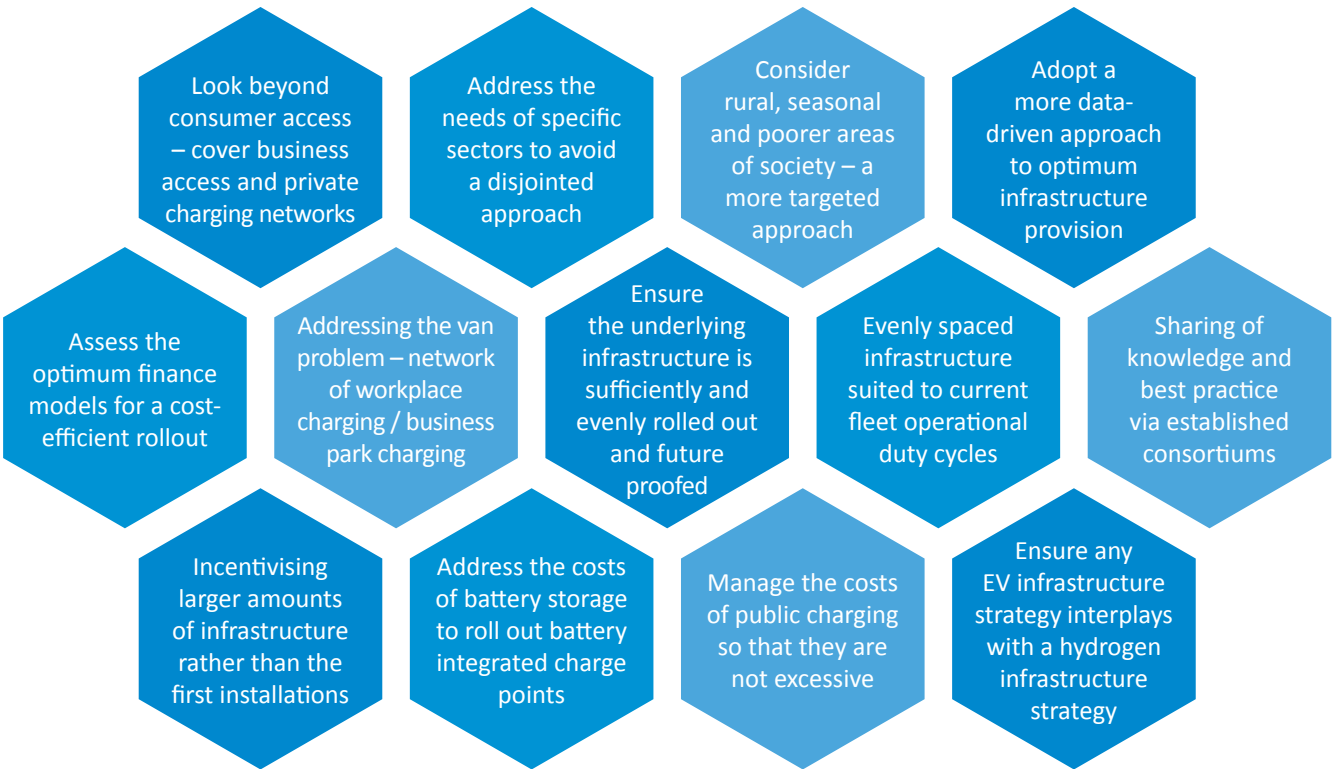 Look beyond
consumer access
– cover business
access and private
charging networks
Address the
needs of specific
sectors to avoid
a disjointed
approach
Consider
rural, seasonal
and poorer areas
of society – a
more targeted
approach
Adopt a
more data-
driven approach
to optimum
infrastructure
provision
Assess the
optimum finance
models for a cost-
efficient rollout
Addressing the van
problem – network
of workplace
charging / business
park charging
Ensure
the underlying
infrastructure is
sufficiently and
evenly rolled out
and future
proofed
Evenly spaced
infrastructure
suited to current
fleet operational
duty cycles
Sharing of
knowledge and
best practice
via established
consortiums
Incentivising
larger amounts
of infrastructure
rather than the
first installations
Address the costs
of battery storage
to roll out battery
integrated charge
points
Manage the costs
of public charging
so that they are
not excessive
Ensure any
EV infrastructure
strategy interplays
with a hydrogen
infrastructure
strategy